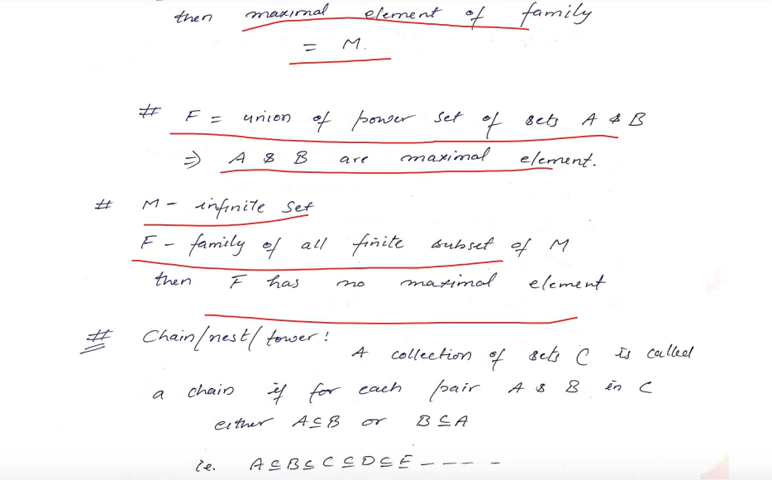 then maximal element of family
= M.
# F = union of power set of sets A & B
⇒ A & B are maximal element.
# M - infinite set
F - family of all finite subset of M
then F has no maximal element
# Chain/nest/tower:
A collection of sets C is called
a chain if for each pair A & B in C
either A⊆B or B⊆A
ie. A⊆B⊆C⊆D⊆E - - - -